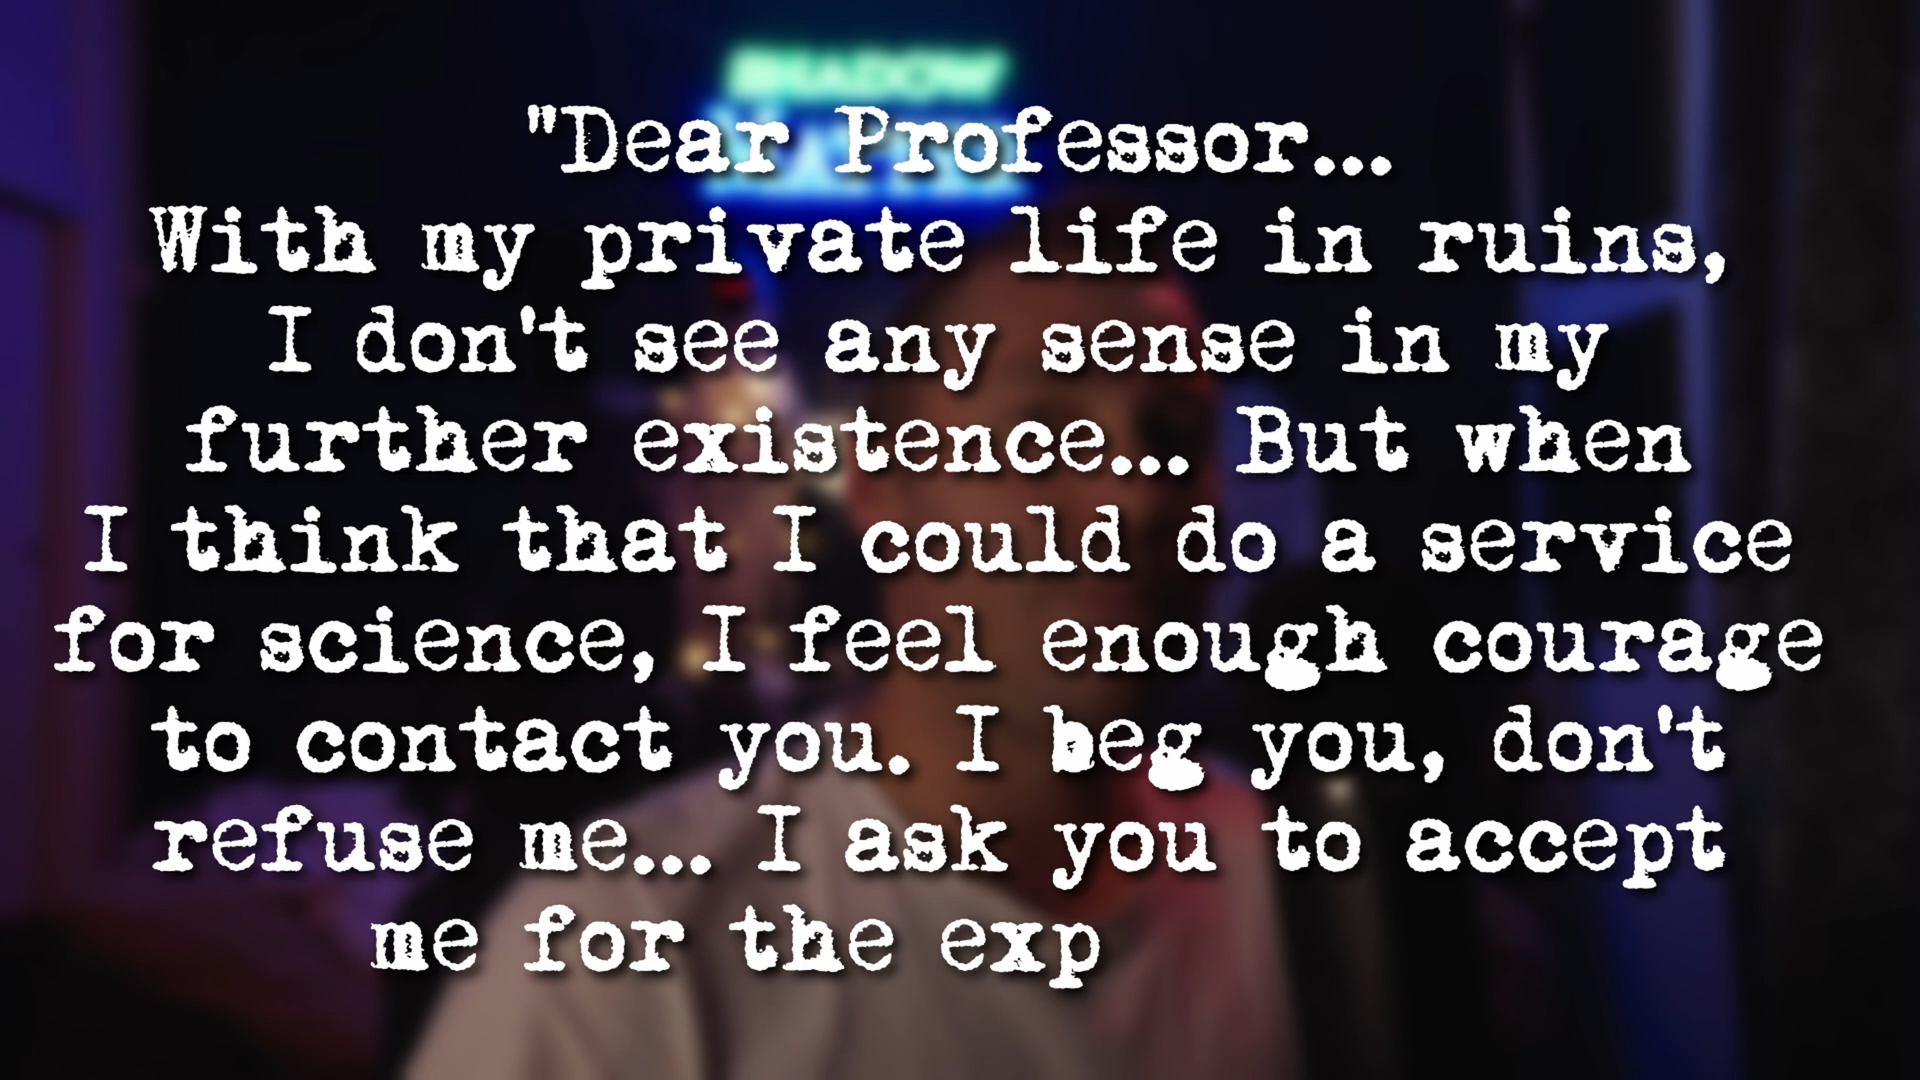 SHADOW
"Dear Professor...
With my private life in ruins,
I don't see any sense in my
further existence... But when
I think that I could do a service
for science, I feel enough courage
to contact you. I beg you, don't
refuse me... I ask you to accept
me for the exp